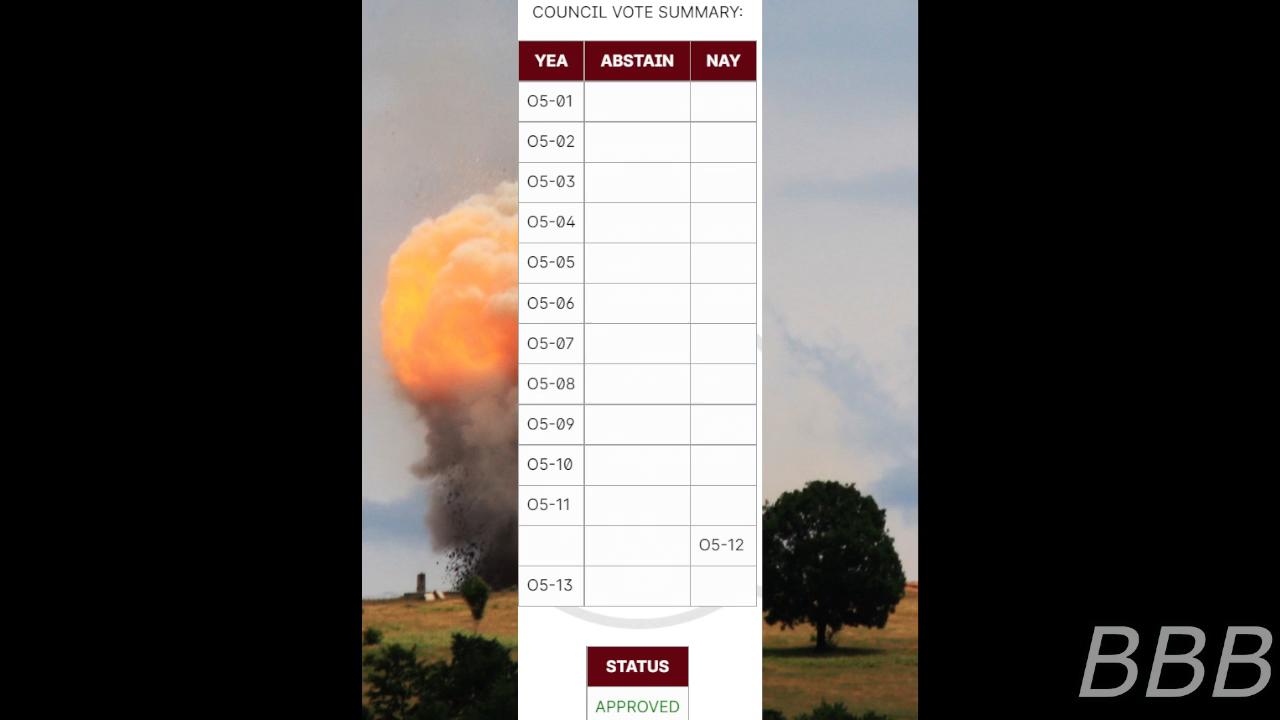 COUNCIL VOTE SUMMARY:
YEA ABSTAIN NAY
O5-01
O5-02
O5-03
O5-04
O5-05
O5-06
O5-07
O5-08
O5-09
O5-10
O5-11
O5-12
O5-13
STATUS
APPROVED
BBB